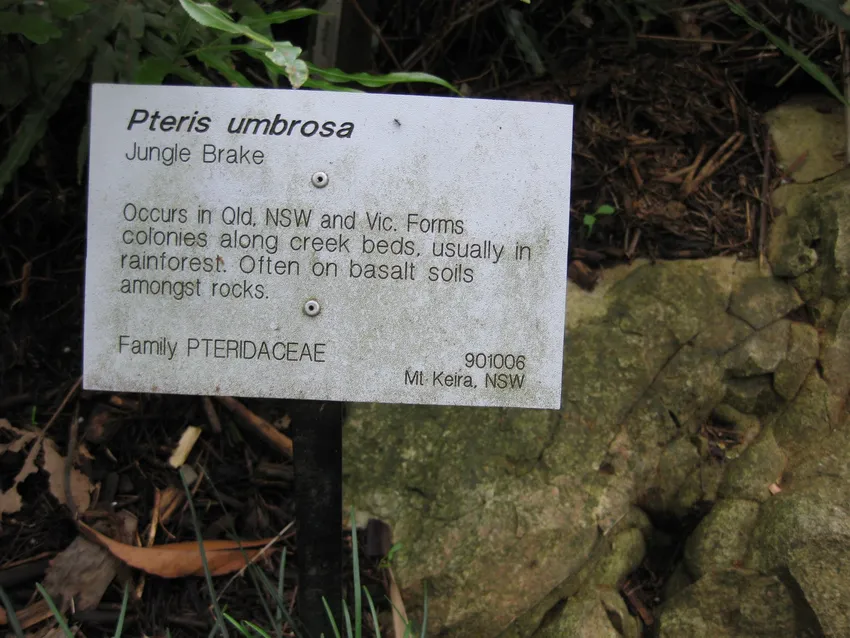 Pteris umbrosa
Jungle Brake
Occurs in Qld, NSW and Vic. Forms
colonies along creek beds, usually in
rainforest. Often on basalt soils
amongst rocks.
Family PTERIDACEAE
901006
Mt Keira, NSW